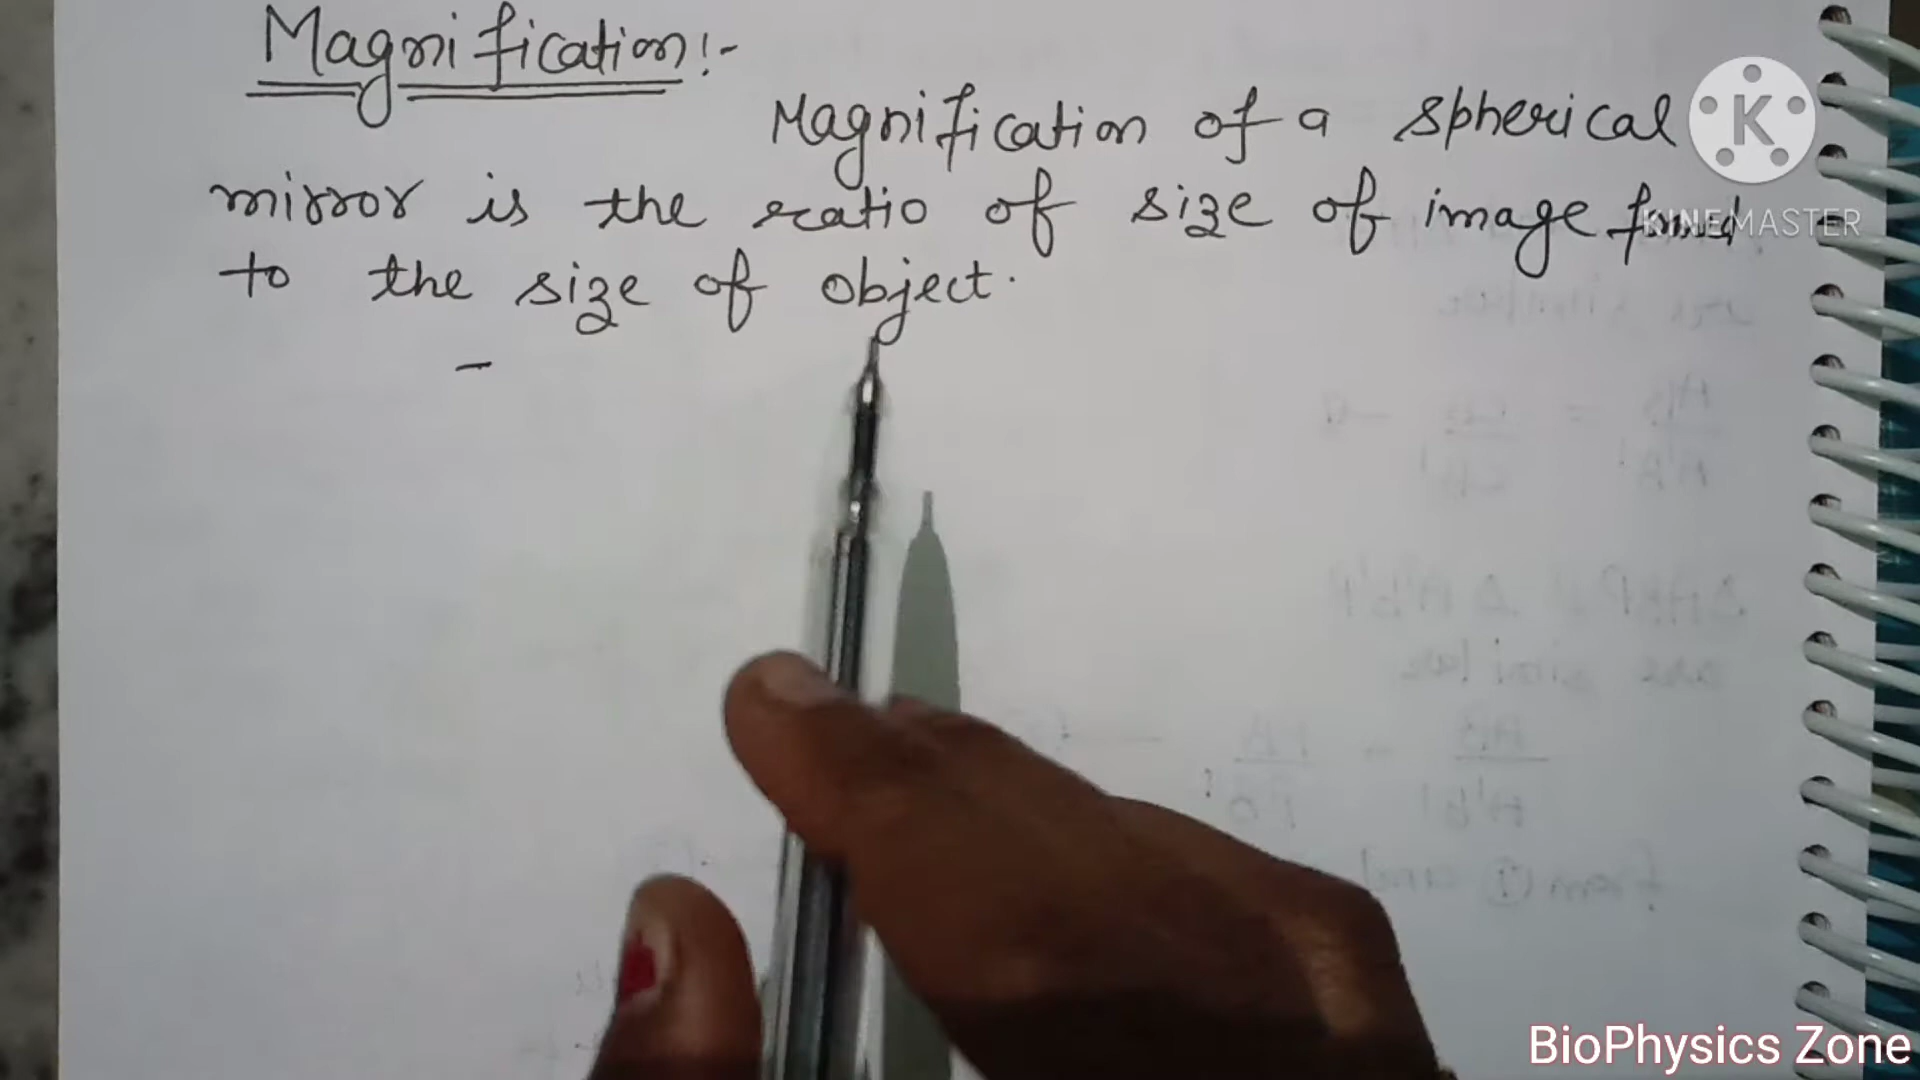 Magnification:-
Magnification of a spherical
mirror is the ratio of size of image formed
to the size of object.
K
KINEMASTER
BioPhysics Zone